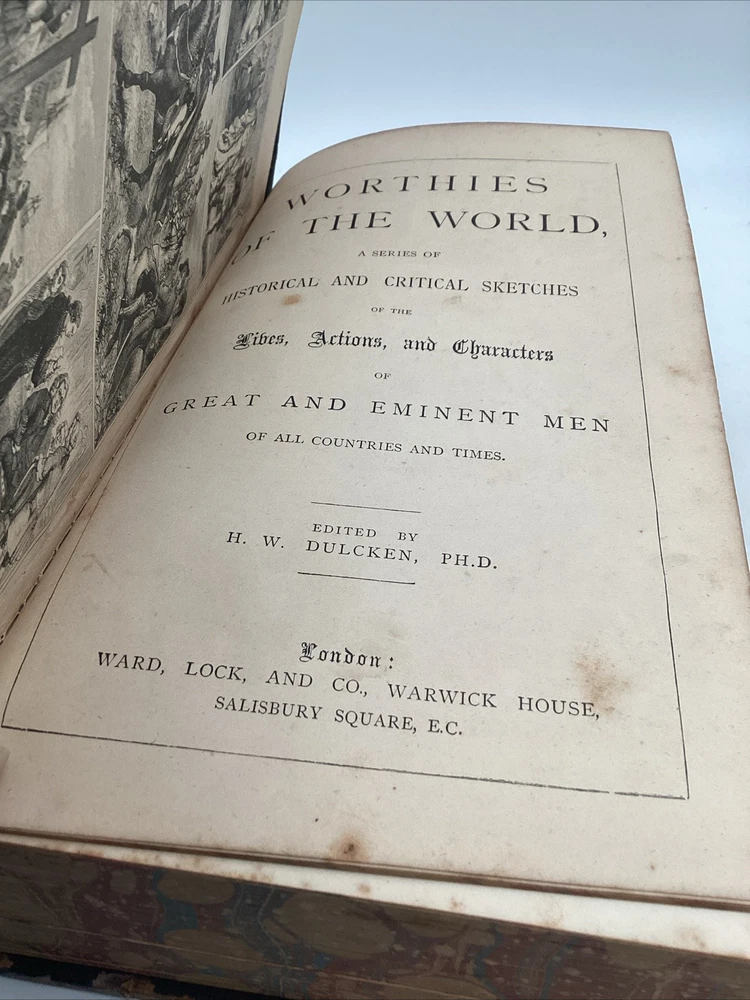 WORTHIES
OF THE WORLD,
A SERIES OF
HISTORICAL AND CRITICAL SKETCHES
OF THE
Lives, Actions, and Characters
OF
GREAT AND EMINENT MEN
OF ALL COUNTRIES AND TIMES.
EDITED BY
H. W. DULCKEN, PH.D.
London:
WARD, LOCK, AND CO., WARWICK HOUSE,
SALISBURY SQUARE, E.C.